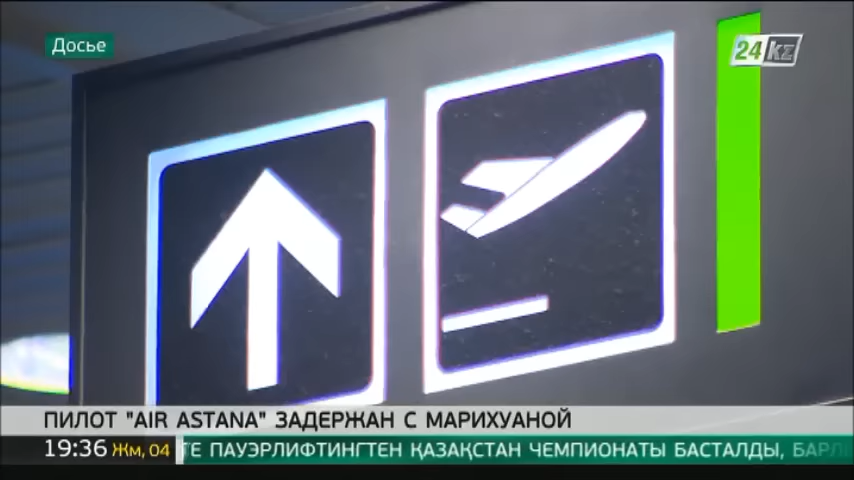 Досье
24KZ
ПИЛОТ "AIR ASTANA" ЗАДЕРЖАН С МАРИХУАНОЙ
19:36 Жм, 04 ТЕ ПАУЭРЛИФТИНГТЕН ҚАЗАҚСТАН ЧЕМПИОНАТЫ БАСТАЛДЫ,